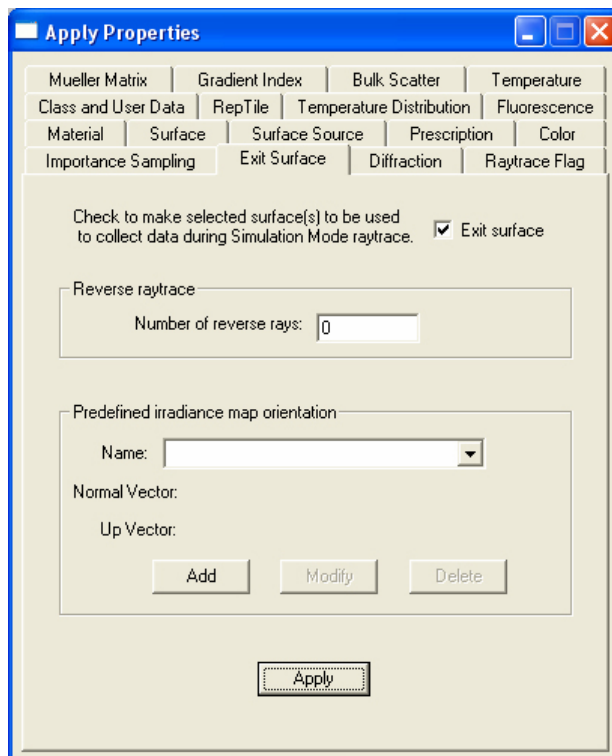 Apply Properties
Mueller Matrix Gradient Index Bulk Scatter Temperature
Class and User Data RepTile Temperature Distribution Fluorescence
Material Surface Surface Source Prescription Color
Importance Sampling Exit Surface Diffraction Raytrace Flag
Check to make selected surface(s) to be used
to collect data during Simulation Mode raytrace. Exit surface
Reverse raytrace
Number of reverse rays: 0
Predefined irradiance map orientation
Name:
Normal Vector:
Up Vector:
Add Modify Delete
Apply